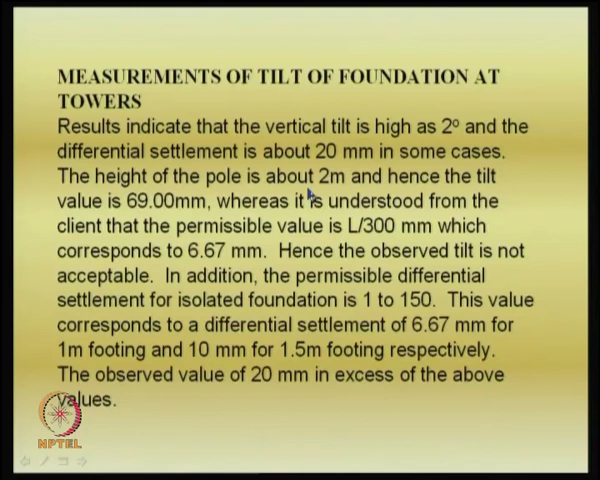 MEASUREMENTS OF TILT OF FOUNDATION AT
TOWERS
Results indicate that the vertical tilt is high as 2º and the
differential settlement is about 20 mm in some cases.
The height of the pole is about 2m and hence the tilt
value is 69.00mm, whereas it is understood from the
client that the permissible value is L/300 mm which
corresponds to 6.67 mm. Hence the observed tilt is not
acceptable. In addition, the permissible differential
settlement for isolated foundation is 1 to 150. This value
corresponds to a differential settlement of 6.67 mm for
1m footing and 10 mm for 1.5m footing respectively.
The observed value of 20 mm in excess of the above
values.
NPTEL